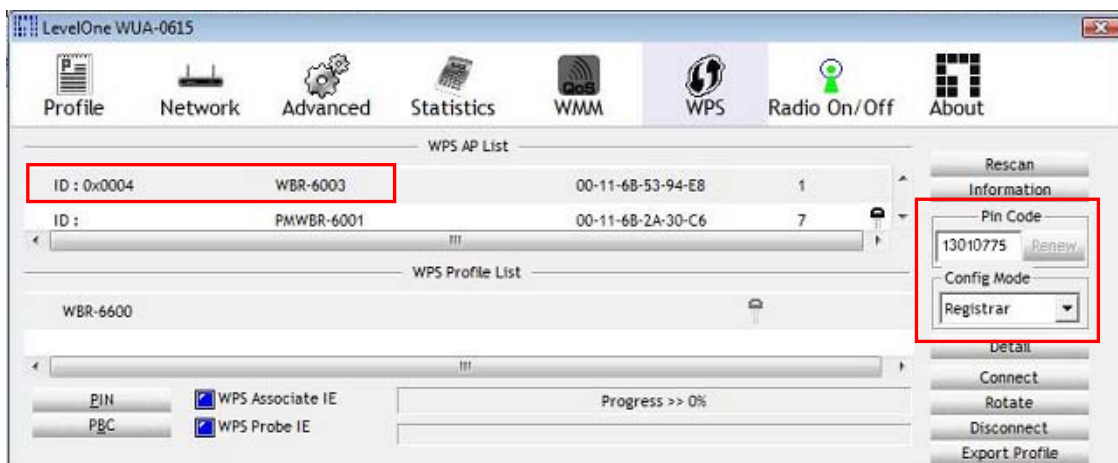 LevelOne WUA-0615
Profile Network Advanced Statistics WMM QoS WPS Radio On/Off About
WPS AP List
ID : 0x0004 WBR-6003 00-11-6B-53-94-E8 1
ID : PMWBR-6001 00-11-6B-2A-30-C6 7
WPS Profile List
WBR-6600
PIN WPS Associate IE Progress >> 0%
PBC WPS Probe IE
Rescan
Information
Pin Code
13010775 Renew
Config Mode
Registrar
Detail
Connect
Rotate
Disconnect
Export Profile